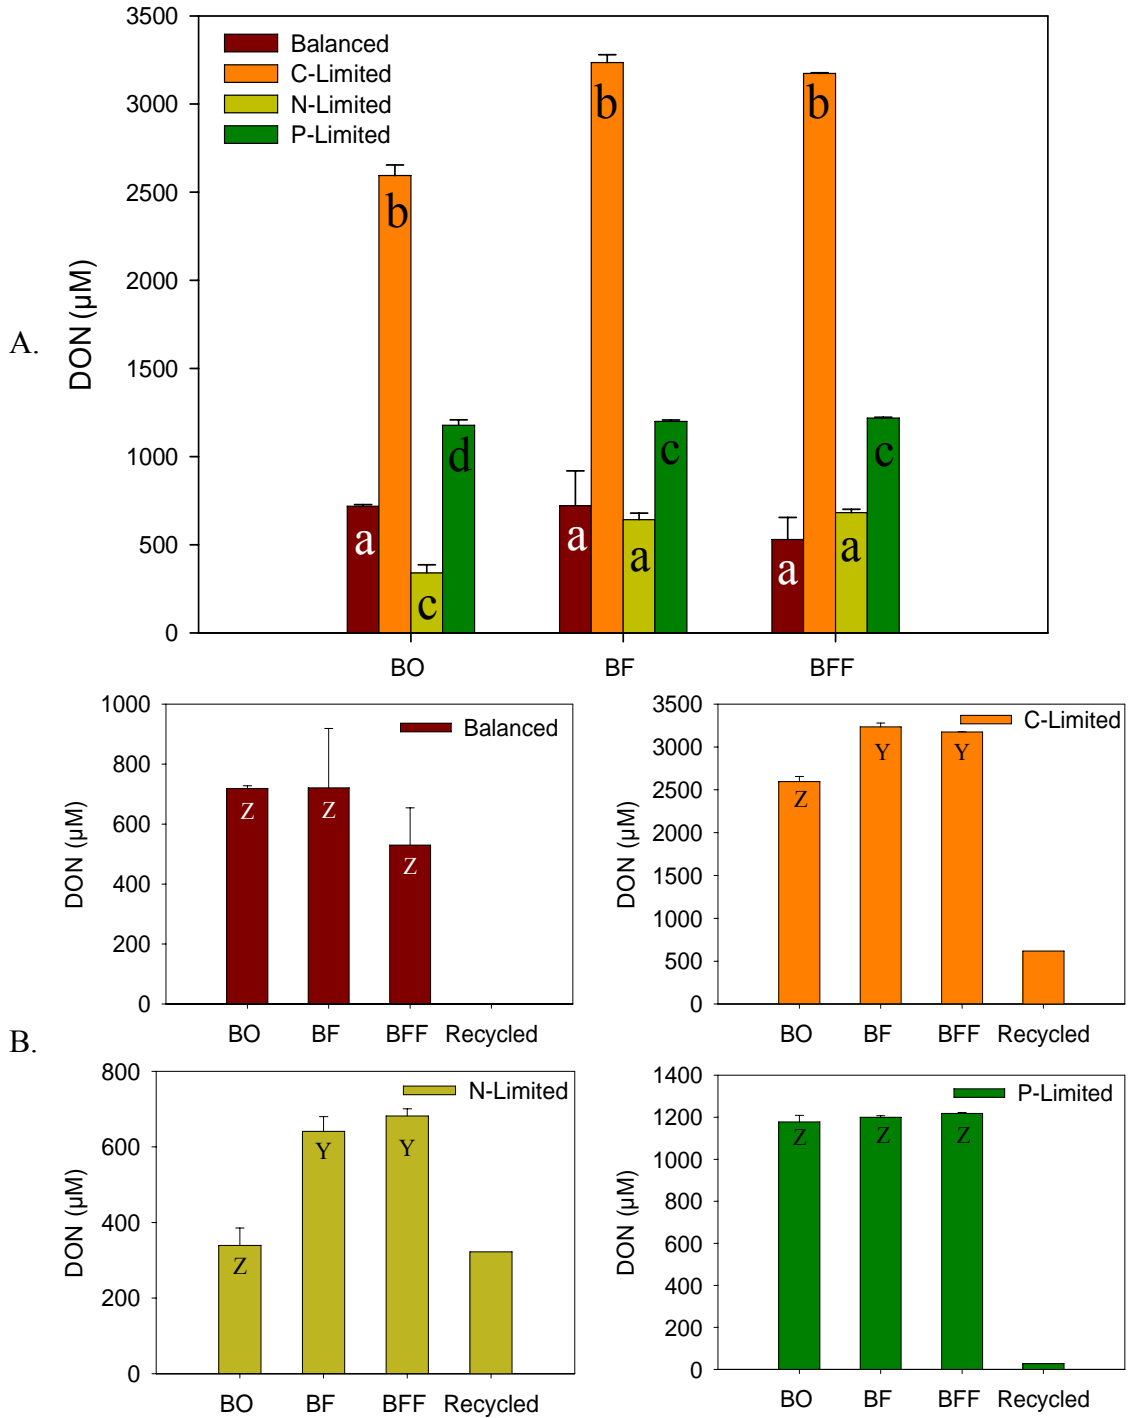 3500
3000
2500
2000
1500
1000
500
0
DON (µM)
A.
Balanced
C-Limited
N-Limited
P-Limited
a b c d
a b a c
a b a c
BO BF BFF
B.
1000
800
600
400
200
0
DON (µM)
Balanced
Z Z Z
BO BF BFF Recycled
3500
3000
2500
2000
1500
1000
500
0
DON (µM)
C-Limited
Z Y Y
BO BF BFF Recycled
800
600
400
200
0
DON (µM)
N-Limited
Z Y Y
BO BF BFF Recycled
1400
1200
1000
800
600
400
200
0
DON (µM)
P-Limited
Z Z Z
BO BF BFF Recycled